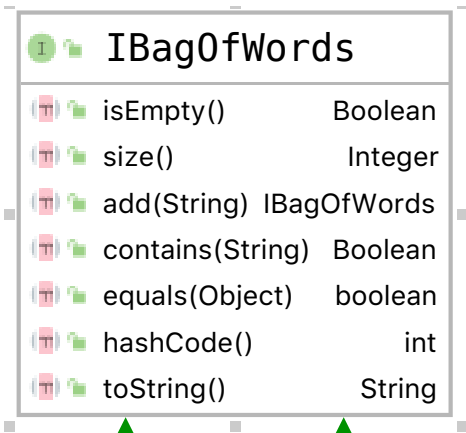 I IBagOfWords
m isEmpty() Boolean
m size() Integer
m add(String) IBagOfWords
m contains(String) Boolean
m equals(Object) boolean
m hashCode() int
m toString() String